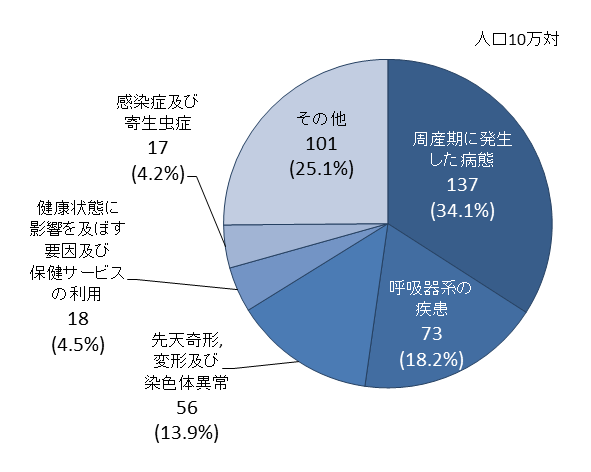 人口10万対
周産期に発生
した病態
137
(34.1%)
呼吸器系の
疾患
73
(18.2%)
先天奇形,
変形及び
染色体異常
56
(13.9%)
健康状態に
影響を及ぼす
要因及び
保健サービス
の利用
18
(4.5%)
感染症及び
寄生虫症
17
(4.2%)
その他
101
(25.1%)